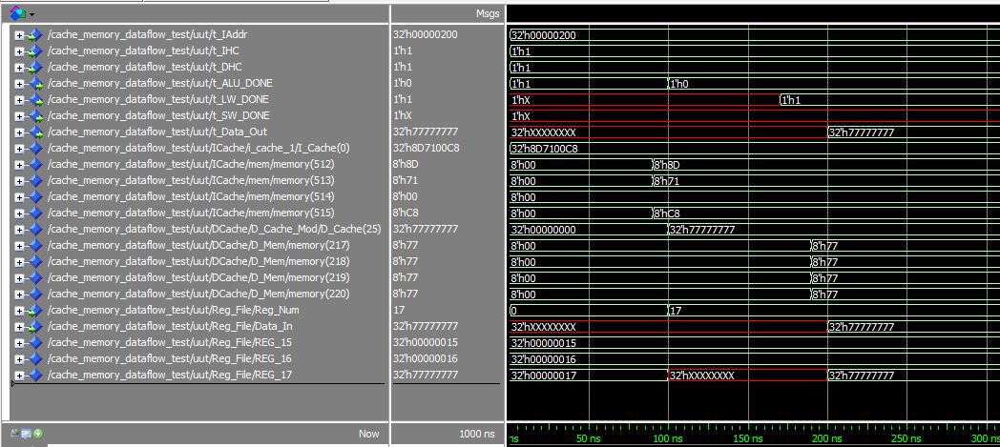 Msgs
/cache_memory_dataflow_test/uut/t_IAddr 32'h00000200 32'h00000200
/cache_memory_dataflow_test/uut/t_IHC 1'h1 1'h1
/cache_memory_dataflow_test/uut/t_DHC 1'h1 1'h1
/cache_memory_dataflow_test/uut/t_ALU_DONE 1'h0 1'h1 1'h0
/cache_memory_dataflow_test/uut/t_LW_DONE 1'h1 1'hX 1'h1
/cache_memory_dataflow_test/uut/t_SW_DONE 1'hX 1'hX
/cache_memory_dataflow_test/uut/t_Data_Out 32'h77777777 32'hXXXXXXXX 32'h77777777
/cache_memory_dataflow_test/uut/ICache/i_cache_1/I_Cache(0) 32'h8D7100C8 32'h8D7100C8
/cache_memory_dataflow_test/uut/ICache/mem/memory(512) 8'h8D 8'h00 8'h8D
/cache_memory_dataflow_test/uut/ICache/mem/memory(513) 8'h71 8'h00 8'h71
/cache_memory_dataflow_test/uut/ICache/mem/memory(514) 8'h00 8'h00
/cache_memory_dataflow_test/uut/ICache/mem/memory(515) 8'hC8 8'h00 8'hC8
/cache_memory_dataflow_test/uut/DCache/D_Cache_Mod/D_Cache(25) 32'h77777777 32'h00000000 32'h77777777
/cache_memory_dataflow_test/uut/DCache/D_Mem/memory(217) 8'h77 8'h00 8'h77
/cache_memory_dataflow_test/uut/DCache/D_Mem/memory(218) 8'h77 8'h00 8'h77
/cache_memory_dataflow_test/uut/DCache/D_Mem/memory(219) 8'h77 8'h00 8'h77
/cache_memory_dataflow_test/uut/DCache/D_Mem/memory(220) 8'h77 8'h00 8'h77
/cache_memory_dataflow_test/uut/Reg_File/Reg_Num 17 0 17
/cache_memory_dataflow_test/uut/Reg_File/Data_In 32'h77777777 32'hXXXXXXXX 32'h77777777
/cache_memory_dataflow_test/uut/Reg_File/REG_15 32'h00000015 32'h00000015
/cache_memory_dataflow_test/uut/Reg_File/REG_16 32'h00000016 32'h00000016
/cache_memory_dataflow_test/uut/Reg_File/REG_17 32'h77777777 32'h00000017 32'hXXXXXXXX 32'h77777777
Now 1000 ns ns 50 ns 100 ns 150 ns 200 ns 250 ns 300 ns